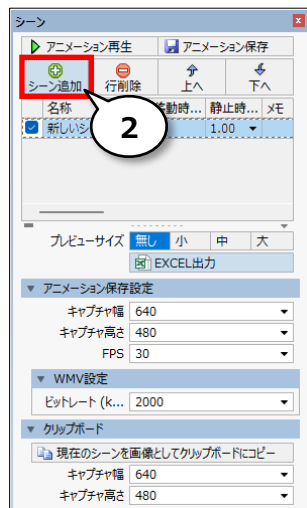 シーン
アニメーション再生 アニメーション保存
シーン追加 行削除 上へ 下へ
名称 動時... 静止時... メモ
新しいシ 1.00
2
プレビューサイズ 無し 小 中 大
EXCEL出力
アニメーション保存設定
キャプチャ幅 640
キャプチャ高さ 480
FPS 30
WMV設定
ビットレート (k... 2000
クリップボード
現在のシーンを画像としてクリップボードにコピー
キャプチャ幅 640
キャプチャ高さ 480